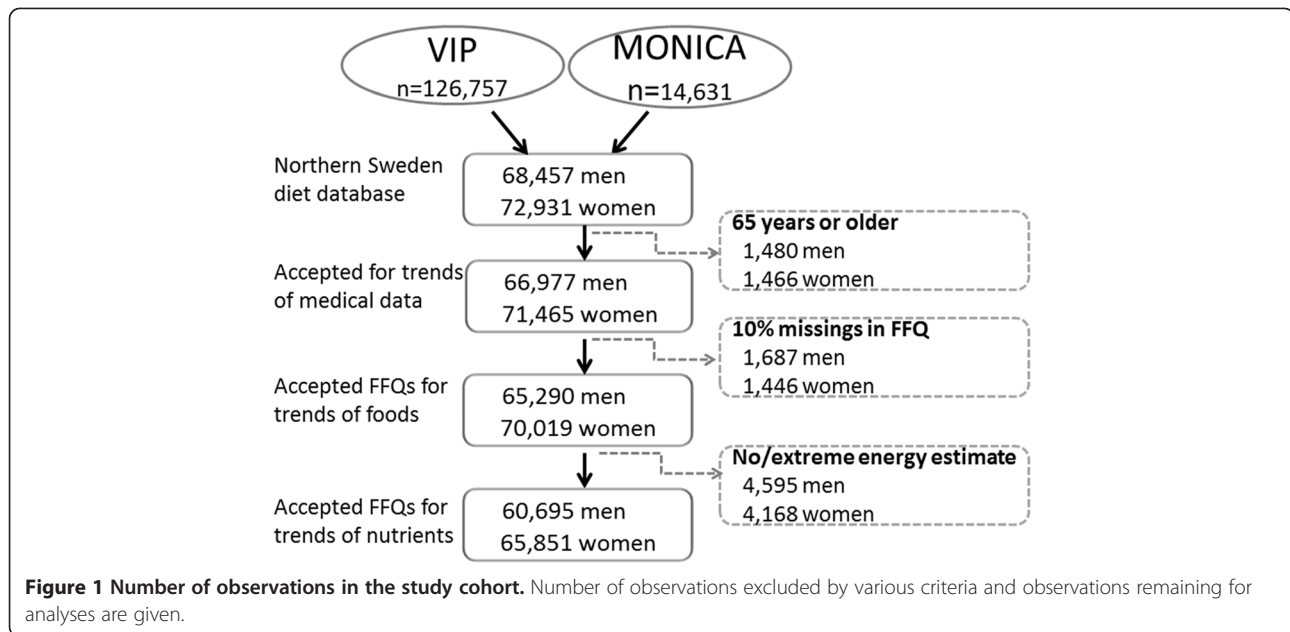 VIP
n=126,757
MONICA
n=14,631
Northern Sweden
diet database
68,457 men
72,931 women
65 years or older
1,480 men
1,466 women
Accepted for trends
of medical data
66,977 men
71,465 women
10% missings in FFQ
1,687 men
1,446 women
Accepted FFQs for
trends of foods
65,290 men
70,019 women
No/extreme energy estimate
4,595 men
4,168 women
Accepted FFQs for
trends of nutrients
60,695 men
65,851 women
Figure 1 Number of observations in the study cohort. Number of observations excluded by various criteria and observations remaining for
analyses are given.